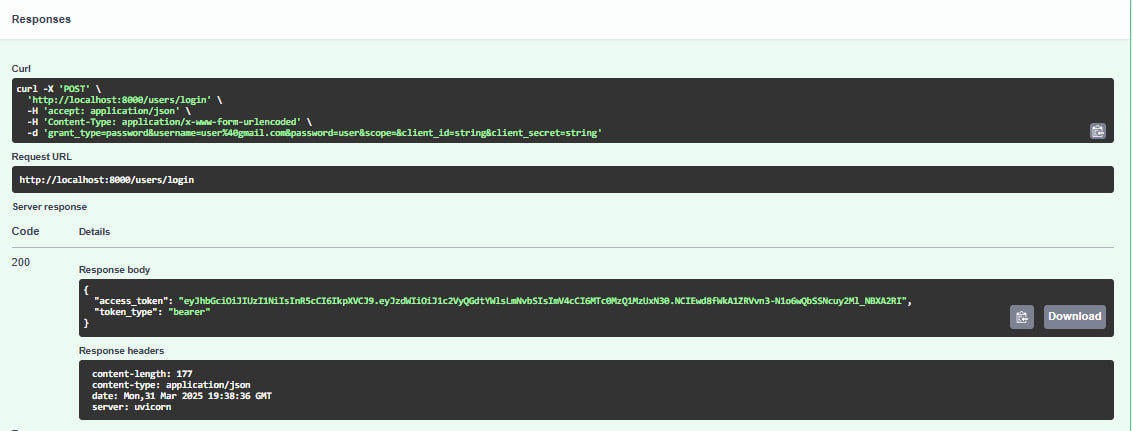 Responses
Curl
curl -X 'POST' \
'http://localhost:8000/users/login' \
-H 'accept: application/json' \
-H 'Content-Type: application/x-www-form-urlencoded' \
-d 'grant_type=password&username=user%40gmail.com&password=user&scope=&client_id=string&client_secret=string'
Request URL
http://localhost:8000/users/login
Server response
Code Details
200
Response body
{
"access_token": "eyJhbGciOiJIUzI1NiIsInR5cCI6IkpXVCJ9.eyJzdWIiOiJ1c2VyQGdtYWlsLmNvbSIsImV4cCI6MTc0MzQ1MzUxN30.NCIEwd8fWkA1ZRVvn3-N1o6wQbSSNcuy2Ml_NBXA2RI",
"token_type": "bearer"
}
Download
Response headers
content-length: 177
content-type: application/json
date: Mon,31 Mar 2025 19:38:36 GMT
server: uvicorn